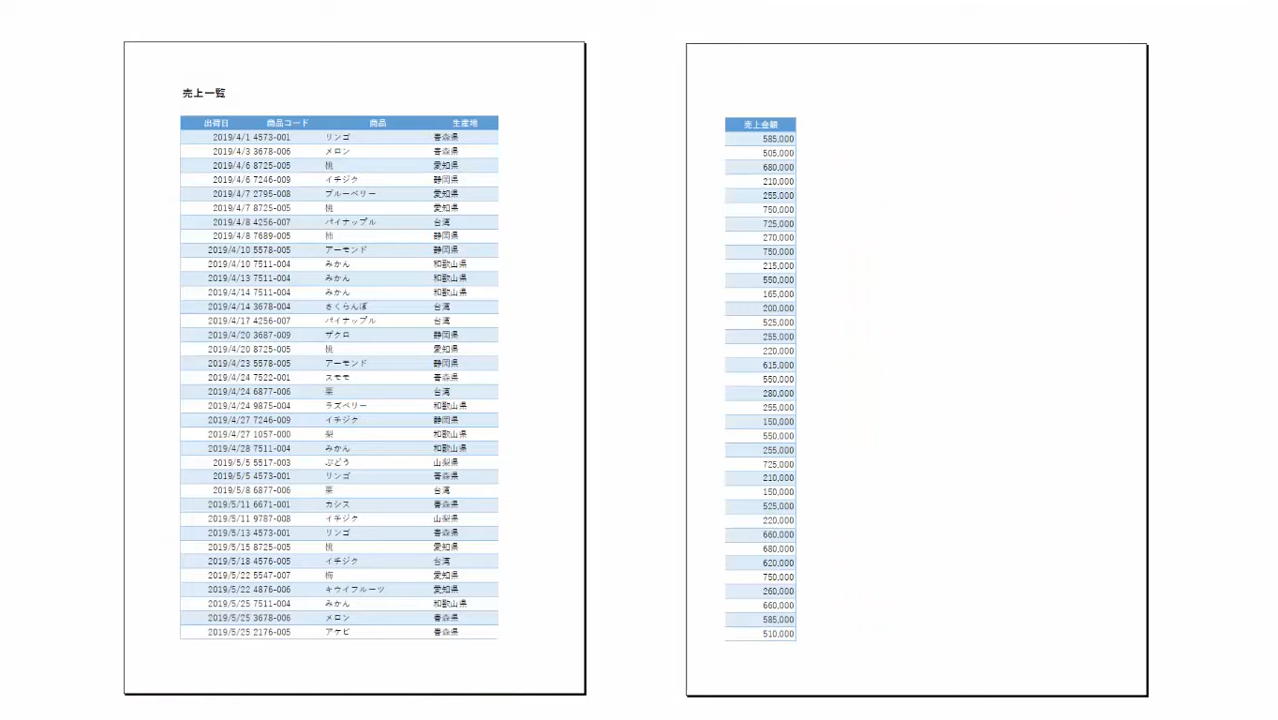 売上一覧
出荷日 商品コード 商品 生産地
2019/4/1 4573-001 リンゴ 青森県
2019/4/3 3678-006 メロン 青森県
2019/4/6 8725-005 桃 愛知県
2019/4/6 7246-009 イチジク 静岡県
2019/4/7 2795-008 ブルーベリー 愛知県
2019/4/7 8725-005 桃 愛知県
2019/4/8 4256-007 パイナップル 台湾
2019/4/8 7689-005 柿 静岡県
2019/4/10 5578-005 アーモンド 静岡県
2019/4/10 7511-004 みかん 和歌山県
2019/4/13 7511-004 みかん 和歌山県
2019/4/14 7511-004 みかん 和歌山県
2019/4/14 3678-004 さくらんぼ 台湾
2019/4/17 4256-007 パイナップル 台湾
2019/4/20 3687-009 ザクロ 静岡県
2019/4/20 8725-005 桃 愛知県
2019/4/23 5578-005 アーモンド 静岡県
2019/4/24 7522-001 スモモ 青森県
2019/4/24 6877-006 栗 台湾
2019/4/24 9875-004 ラズベリー 和歌山県
2019/4/27 7246-009 イチジク 静岡県
2019/4/27 1057-000 梨 和歌山県
2019/4/28 7511-004 みかん 和歌山県
2019/5/5 5517-003 ぶどう 山梨県
2019/5/5 4573-001 リンゴ 青森県
2019/5/8 6877-006 栗 台湾
2019/5/11 6671-001 カシス 青森県
2019/5/11 9787-008 イチジク 山梨県
2019/5/13 4573-001 リンゴ 青森県
2019/5/15 8725-005 桃 愛知県
2019/5/18 4576-005 イチジク 台湾
2019/5/22 5547-007 梅 愛知県
2019/5/22 4876-006 キウイフルーツ 愛知県
2019/5/25 7511-004 みかん 和歌山県
2019/5/25 3678-006 メロン 青森県
2019/5/25 2176-005 アケビ 青森県
売上金額
585,000
505,000
680,000
210,000
255,000
750,000
725,000
270,000
750,000
215,000
550,000
165,000
200,000
525,000
255,000
220,000
615,000
550,000
280,000
255,000
150,000
550,000
255,000
725,000
210,000
150,000
525,000
220,000
660,000
680,000
620,000
750,000
260,000
660,000
585,000
510,000